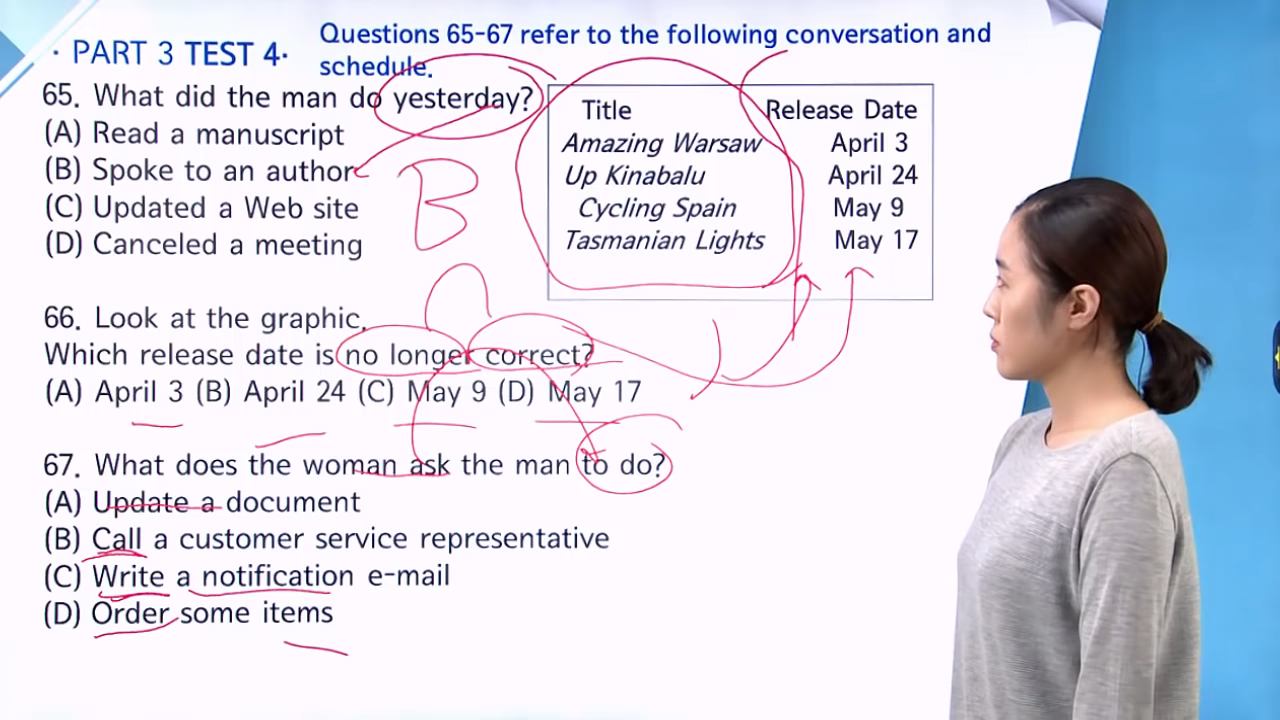 · PART 3 TEST 4·
Questions 65-67 refer to the following conversation and
schedule.
65. What did the man do yesterday?
(A) Read a manuscript
(B) Spoke to an author
(C) Updated a Web site
(D) Canceled a meeting
B
Title Release Date
Amazing Warsaw April 3
Up Kinabalu April 24
Cycling Spain May 9
Tasmanian Lights May 17
66. Look at the graphic.
Which release date is no longer correct?
(A) April 3 (B) April 24 (C) May 9 (D) May 17
67. What does the woman ask the man to do?
(A) Update a document
(B) Call a customer service representative
(C) Write a notification e-mail
(D) Order some items